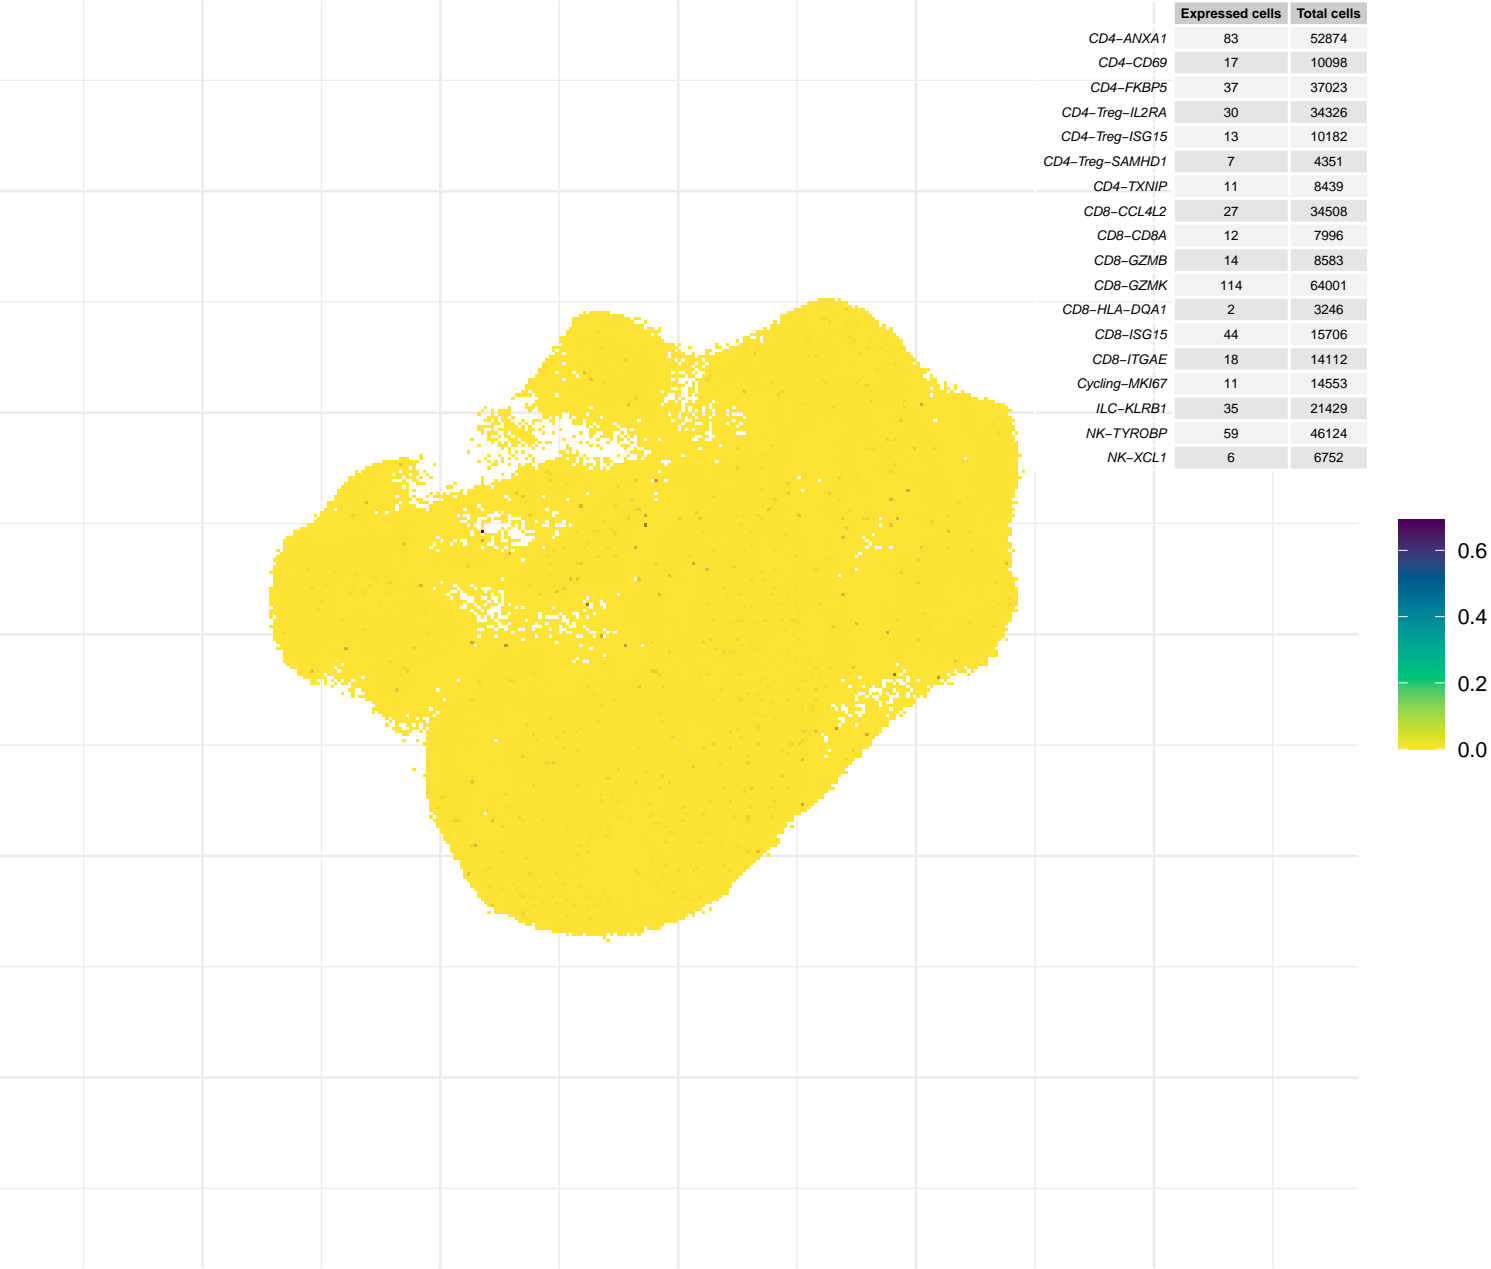 Expressed cells Total cells
CD4−ANXA1 83 52874
CD4−CD69 17 10098
CD4−FKBP5 37 37023
CD4−Treg−IL2RA 30 34326
CD4−Treg−ISG15 13 10182
CD4−Treg−SAMHD1 7 4351
CD4−TXNIP 11 8439
CD8−CCL4L2 27 34508
CD8−CD8A 12 7996
CD8−GZMB 14 8583
CD8−GZMK 114 64001
CD8−HLA−DQA1 2 3246
CD8−ISG15 44 15706
CD8−ITGAE 18 14112
Cycling−MKI67 11 14553
ILC−KLRB1 35 21429
NK−TYROBP 59 46124
NK−XCL1 6 6752
0.6
0.4
0.2
0.0